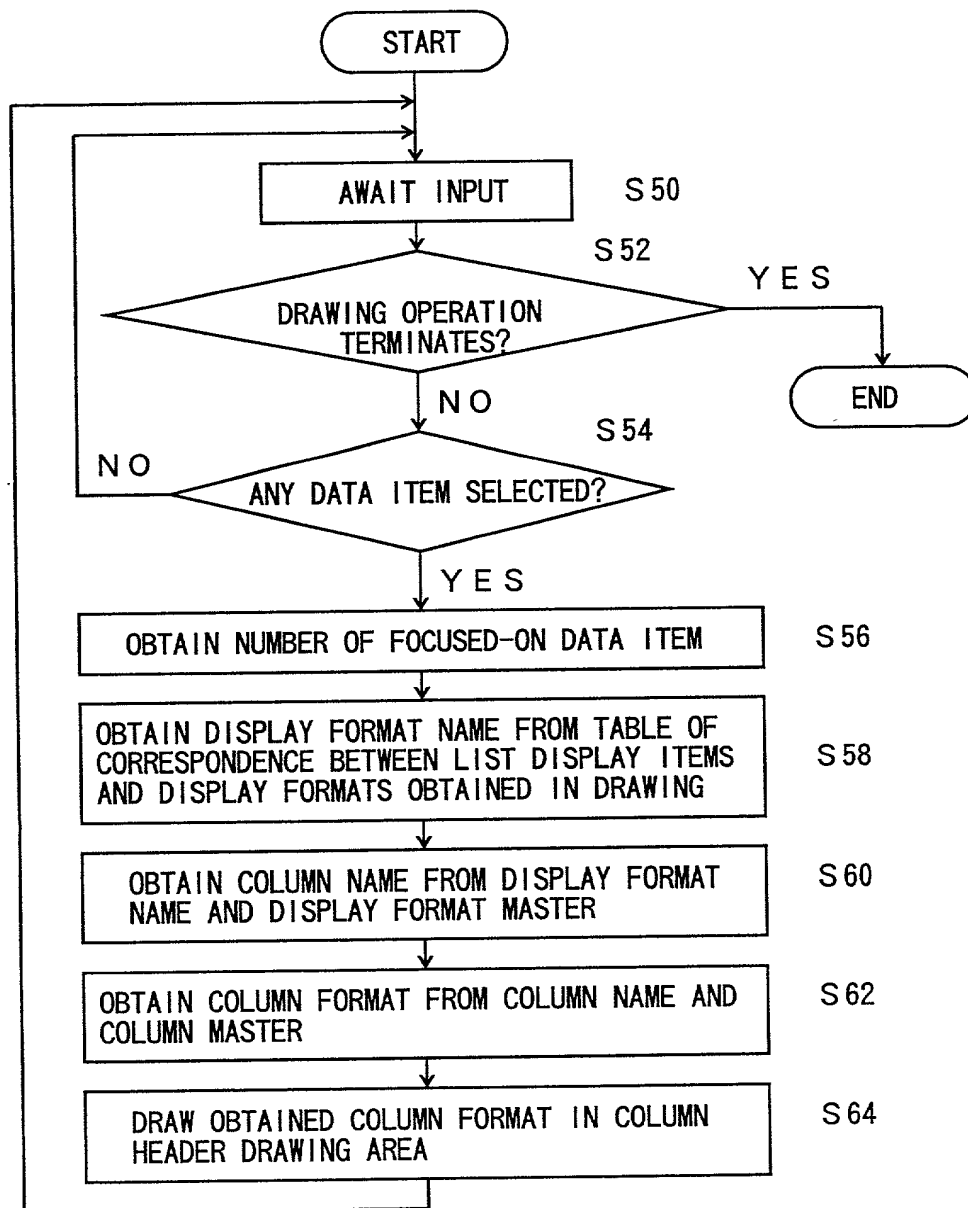 START
AWAIT INPUT
S50
S52
YES
DRAWING OPERATION
TERMINATES?
END
NO
S54
NO
ANY DATA ITEM SELECTED?
YES
OBTAIN NUMBER OF FOCUSED-ON DATA ITEM
S56
OBTAIN DISPLAY FORMAT NAME FROM TABLE OF
CORRESPONDENCE BETWEEN LIST DISPLAY ITEMS
AND DISPLAY FORMATS OBTAINED IN DRAWING
S58
OBTAIN COLUMN NAME FROM DISPLAY FORMAT
NAME AND DISPLAY FORMAT MASTER
S60
OBTAIN COLUMN FORMAT FROM COLUMN NAME AND
COLUMN MASTER
S62
DRAW OBTAINED COLUMN FORMAT IN COLUMN
HEADER DRAWING AREA
S64